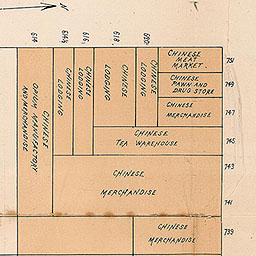 N
614
614½
616
618
620
CHINESE
OPIUM MANUFACTORY
AND MERCHANDISE
CHINESE
LODGING
CHINESE
LODGING
CHINESE
LODGING
CHINESE
LODGING
CHINESE
MEAT
MARKET.
751
CHINESE
PAWN AND
DRUG STORE
749
CHINESE
MERCHANDISE
747
CHINESE
TEA WAREHOUSE
745
743
CHINESE
MERCHANDISE
741
CHINESE
MERCHANDISE
739